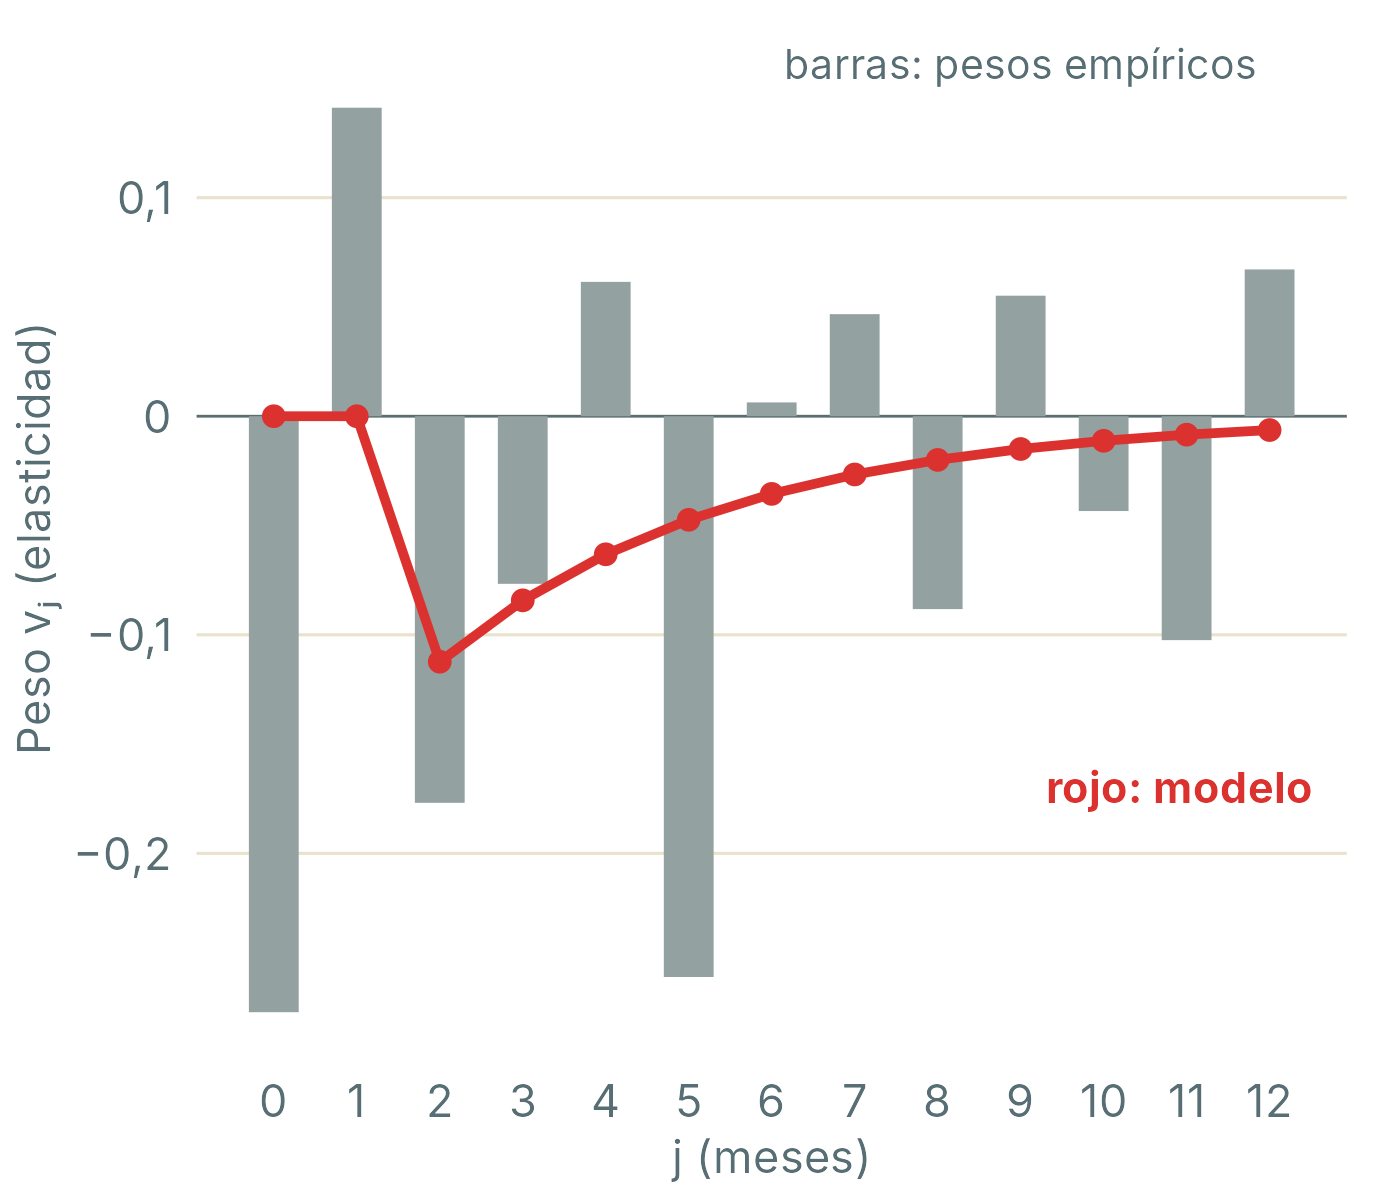 barras: pesos empíricos
0,1
0
−0,1
−0,2
Peso vj (elasticidad)
rojo: modelo
0 1 2 3 4 5 6 7 8 9 10 11 12
j (meses)